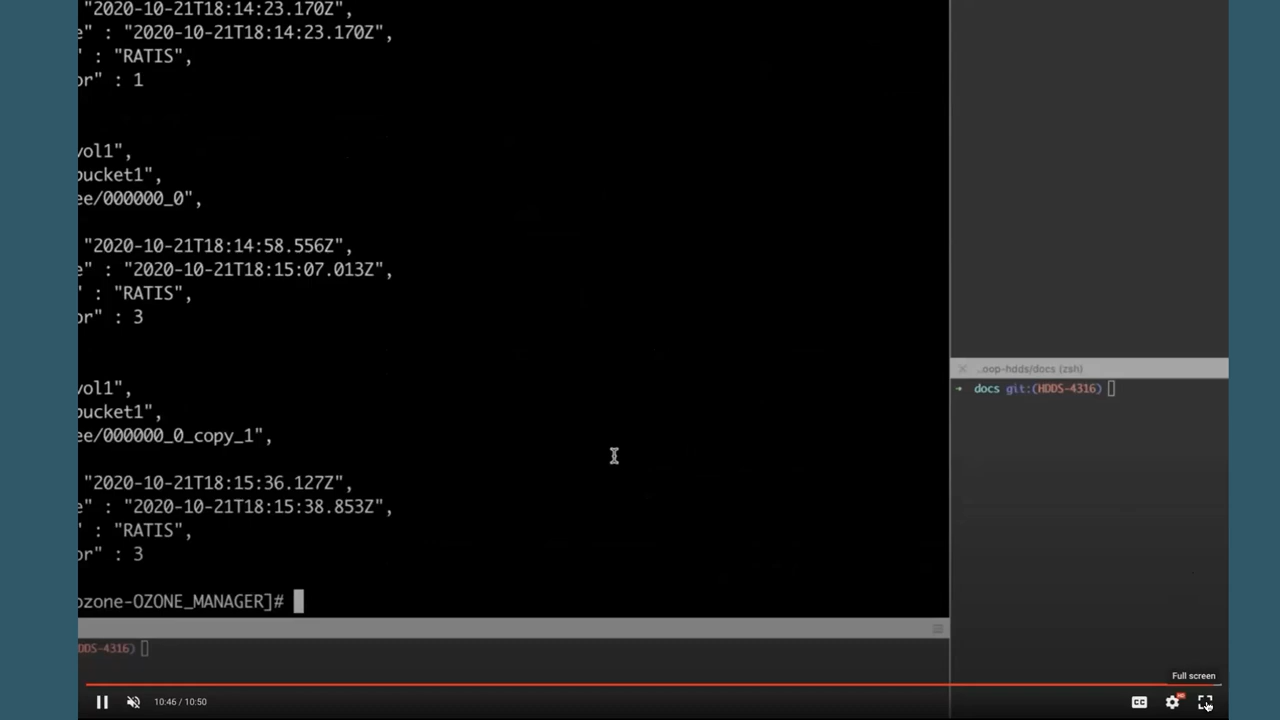 "2020-10-21T18:14:23.170Z",
e" : "2020-10-21T18:14:23.170Z",
" : "RATIS",
or" : 1
vol1",
bucket1",
ee/000000_0",
"2020-10-21T18:14:58.556Z",
e" : "2020-10-21T18:15:07.013Z",
" : "RATIS",
or" : 3
vol1",
bucket1",
ee/000000_0_copy_1",
"2020-10-21T18:15:36.127Z",
e" : "2020-10-21T18:15:38.853Z",
" : "RATIS",
or" : 3
ozone-OZONE_MANAGER]#
DDS-4316)
..oop-hdds/docs (zsh)
→ docs git:(HDDS-4316)
Full screen
10:46 / 10:50
CC
HD